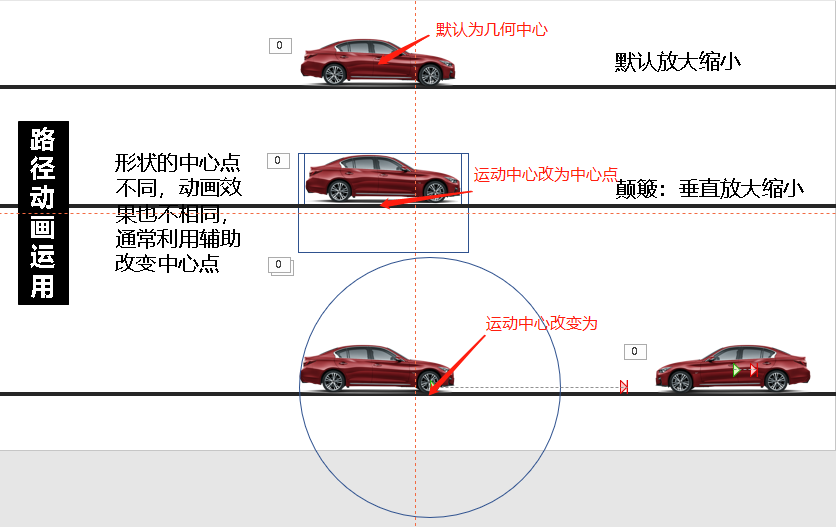 0
默认为几何中心
默认放大缩小
路径动画运用
形状的中心点
不同，动画效
果也不相同，
通常利用辅助
改变中心点
0
运动中心改为中心点
颠簸：垂直放大缩小
0
运动中心改变为
0